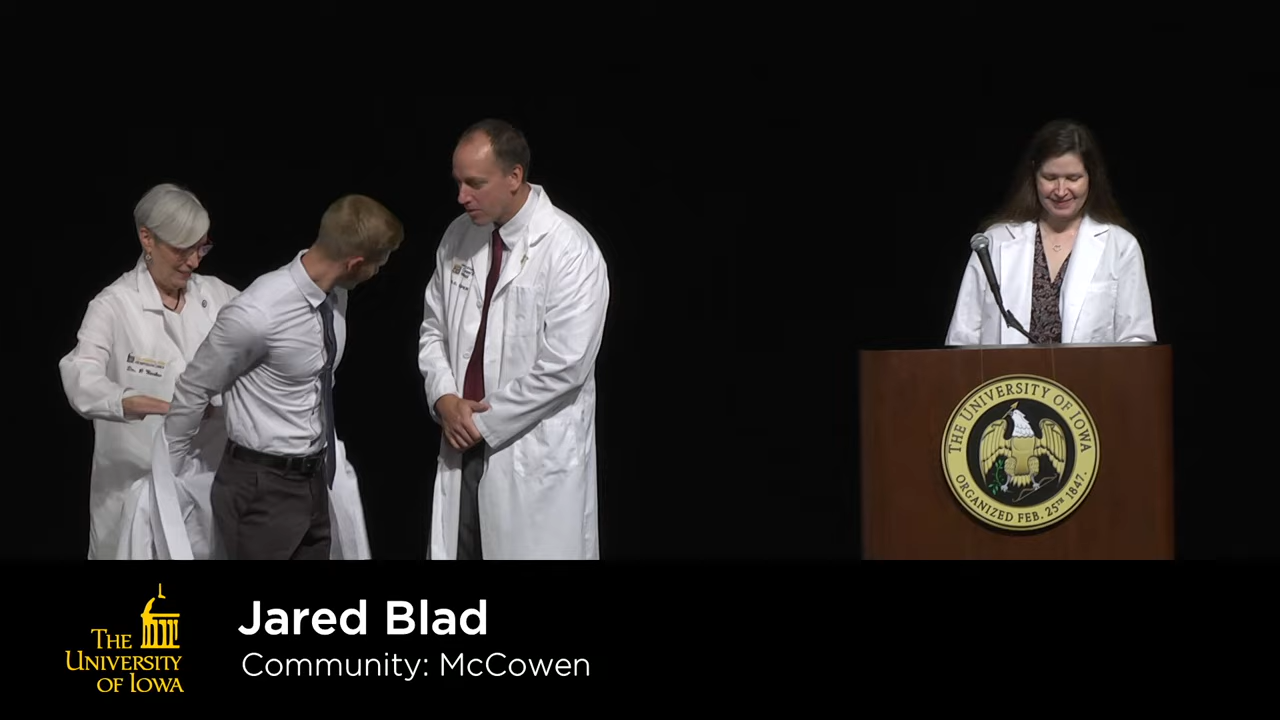 THE UNIVERSITY OF IOWA
ORGANIZED FEB. 25TH 1847.
Jared Blad
Community: McCowen
THE
UNIVERSITY
OF IOWA